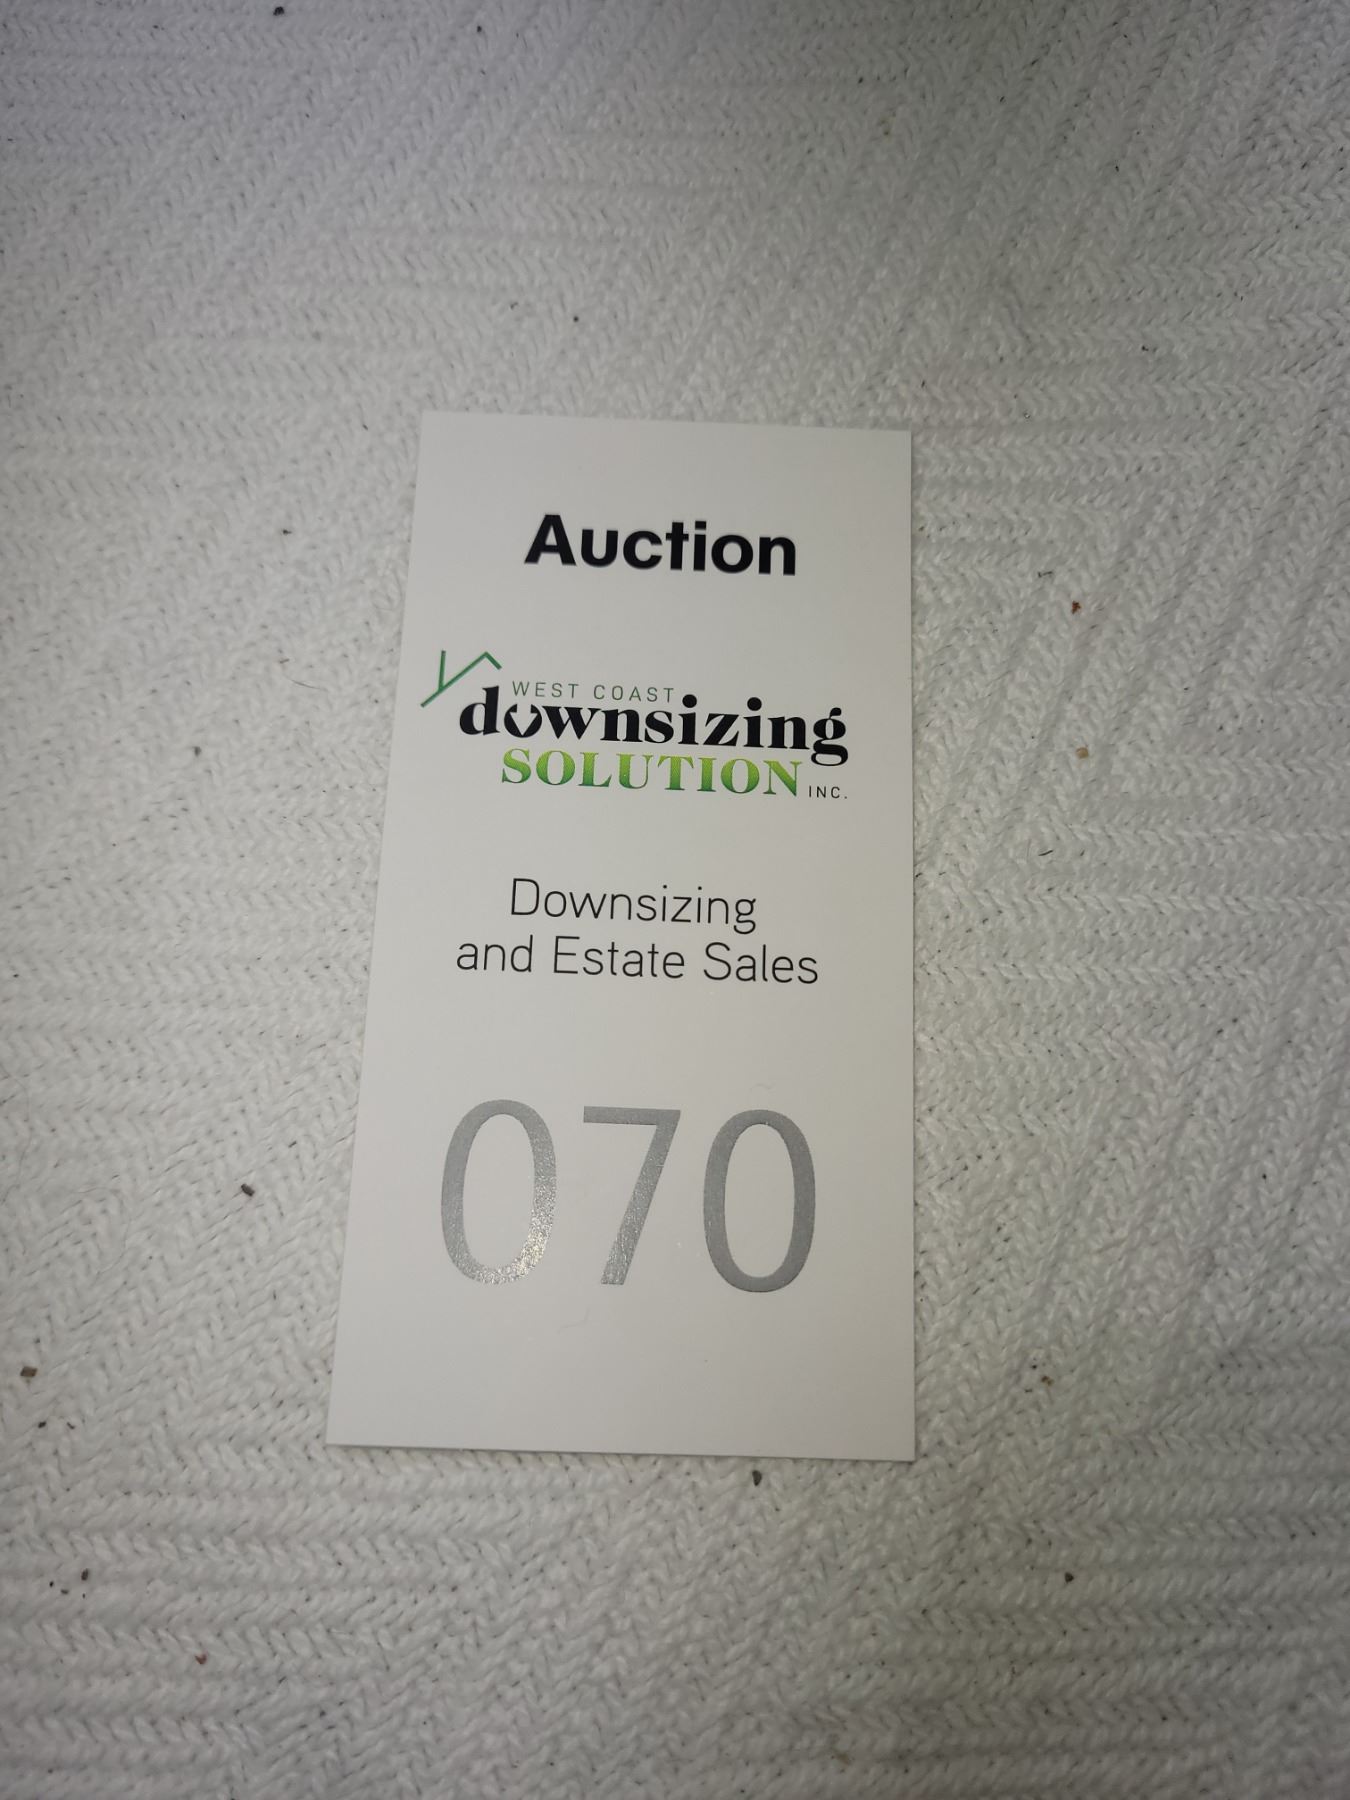 Auction
WEST COAST
downsizing
SOLUTION INC.
Downsizing
and Estate Sales
070